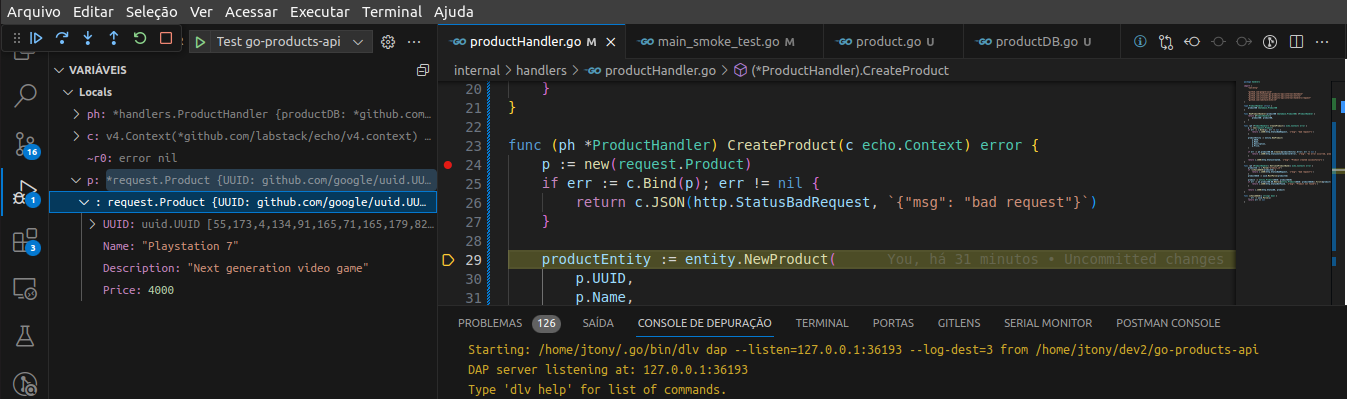 Arquivo Editar Seleção Ver Acessar Executar Terminal Ajuda
Test go-products-api
productHandler.go M
main_smoke_test.go M
product.go U
productDB.go U
VARIÁVEIS
Locals
ph: *handlers.ProductHandler {productDB: *github.com…
c: v4.Context(*github.com/labstack/echo/v4.context) …
~r0: error nil
p: *request.Product {UUID: github.com/google/uuid.UU…
: request.Product {UUID: github.com/google/uuid.UU…
UUID: uuid.UUID [55,173,4,134,91,165,71,165,179,82…
Name: "Playstation 7"
Description: "Next generation video game"
Price: 4000
16
1
3
internal > handlers > productHandler.go > (*ProductHandler).CreateProduct
20 }
21 }
22
23 func (ph *ProductHandler) CreateProduct(c echo.Context) error {
24 p := new(request.Product)
25 if err := c.Bind(p); err != nil {
26 return c.JSON(http.StatusBadRequest, `{"msg": "bad request"}`)
27 }
28
29 productEntity := entity.NewProduct( You, há 31 minutos • Uncommitted changes
30 p.UUID,
31 p.Name,
PROBLEMAS 126 SAÍDA CONSOLE DE DEPURAÇÃO TERMINAL PORTAS GITLENS SERIAL MONITOR POSTMAN CONSOLE
Starting: /home/jtony/.go/bin/dlv dap --listen=127.0.0.1:36193 --log-dest=3 from /home/jtony/dev2/go-products-api
DAP server listening at: 127.0.0.1:36193
Type 'dlv help' for list of commands.